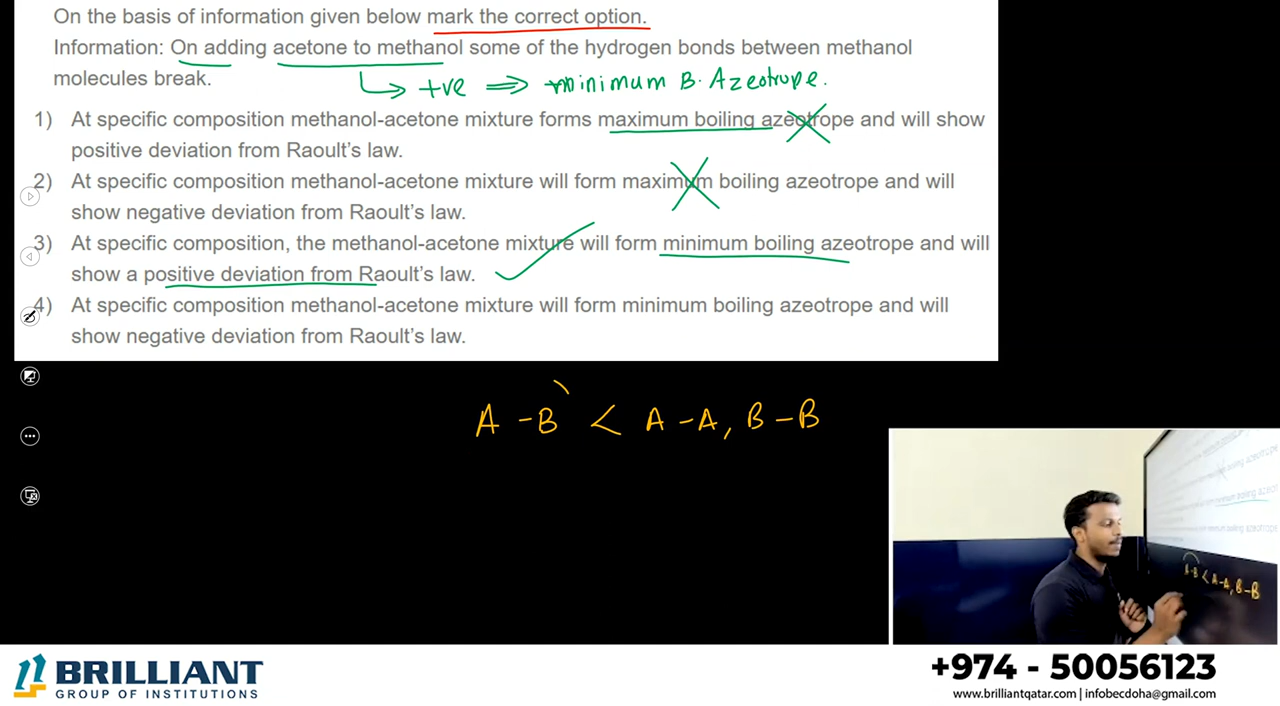 On the basis of information given below mark the correct option.
Information: On adding acetone to methanol some of the hydrogen bonds between methanol
molecules break.
+ve ⇒ minimum B. Azeotrope.
1) At specific composition methanol-acetone mixture forms maximum boiling azeotrope and will show
positive deviation from Raoult's law.
2) At specific composition methanol-acetone mixture will form maximum boiling azeotrope and will
show negative deviation from Raoult's law.
3) At specific composition, the methanol-acetone mixture will form minimum boiling azeotrope and will
show a positive deviation from Raoult's law.
4) At specific composition methanol-acetone mixture will form minimum boiling azeotrope and will
show negative deviation from Raoult's law.
A - B < A - A, B - B
A-B < A-A, B-B
BRILLIANT
GROUP OF INSTITUTIONS
+974 - 50056123
www.brilliantqatar.com | infobecdoha@gmail.com